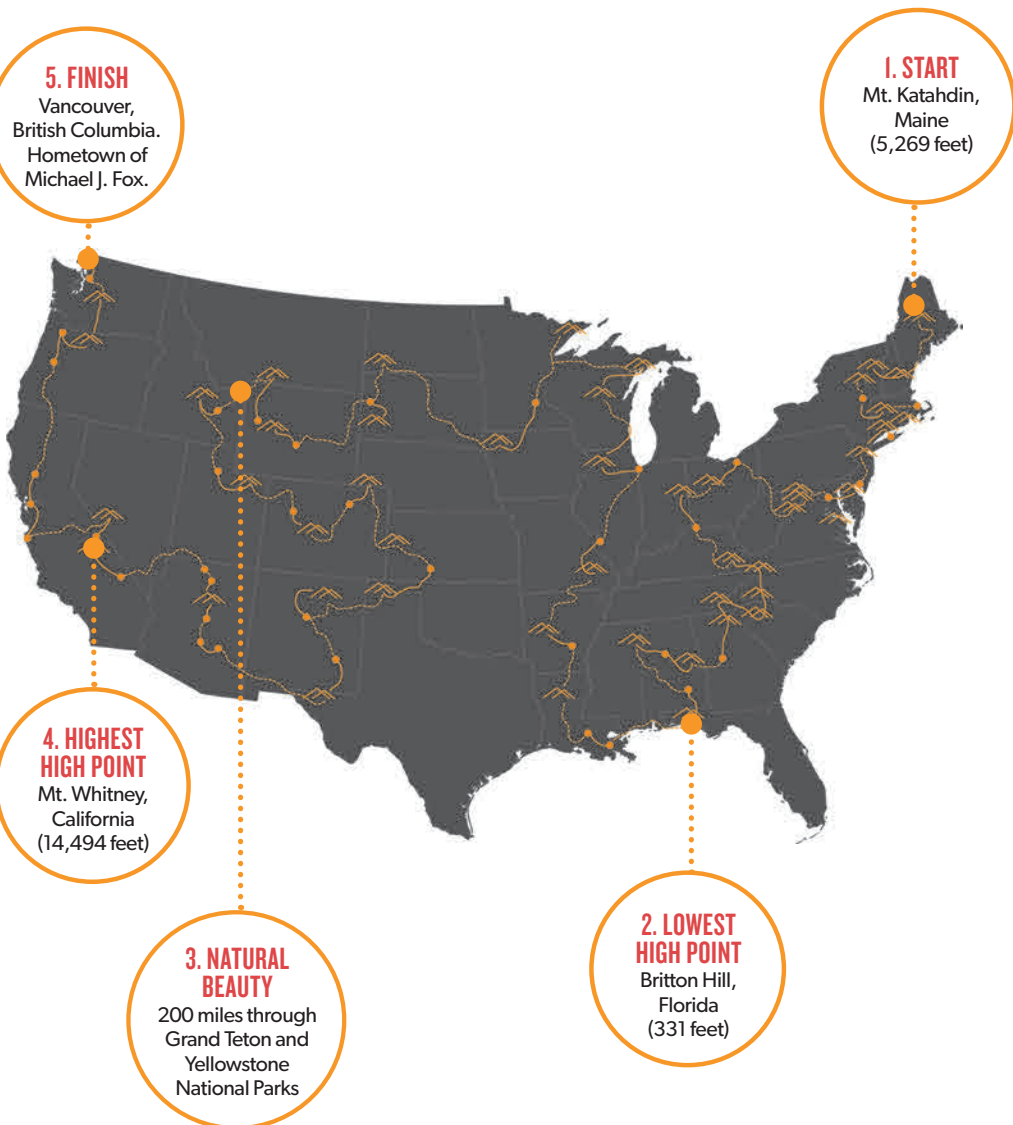 5. FINISH
Vancouver,
British Columbia.
Hometown of
Michael J. Fox.
1. START
Mt. Katahdin,
Maine
(5,269 feet)
4. HIGHEST
HIGH POINT
Mt. Whitney,
California
(14,494 feet)
3. NATURAL
BEAUTY
200 miles through
Grand Teton and
Yellowstone
National Parks
2. LOWEST
HIGH POINT
Britton Hill,
Florida
(331 feet)